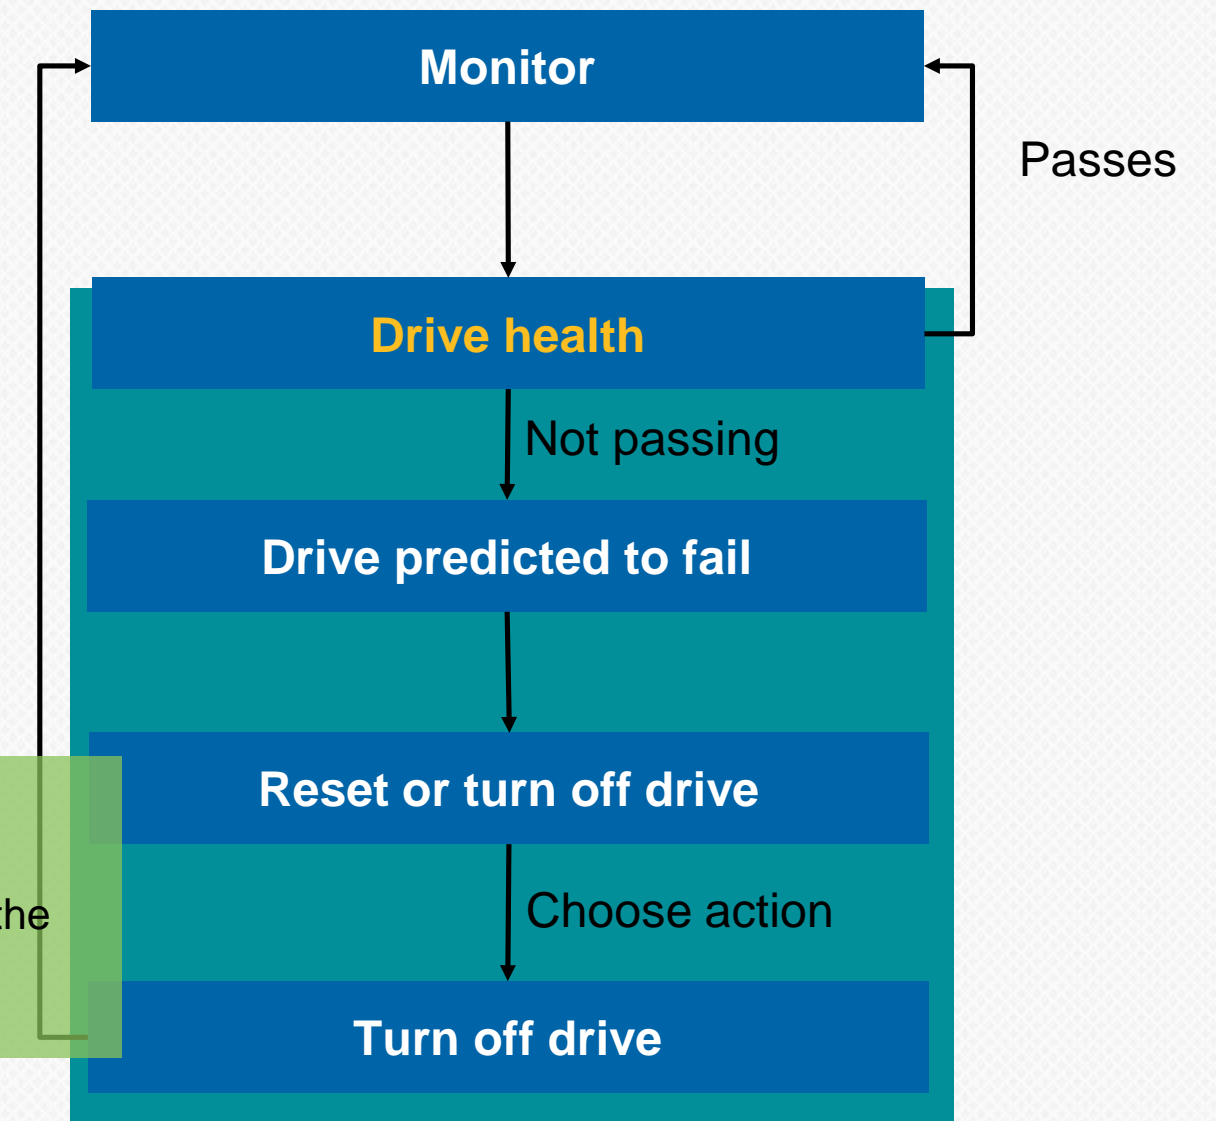 Monitor
Passes
Drive health
Not passing
Drive predicted to fail
Reset or turn off drive
the
Choose action
Turn off drive